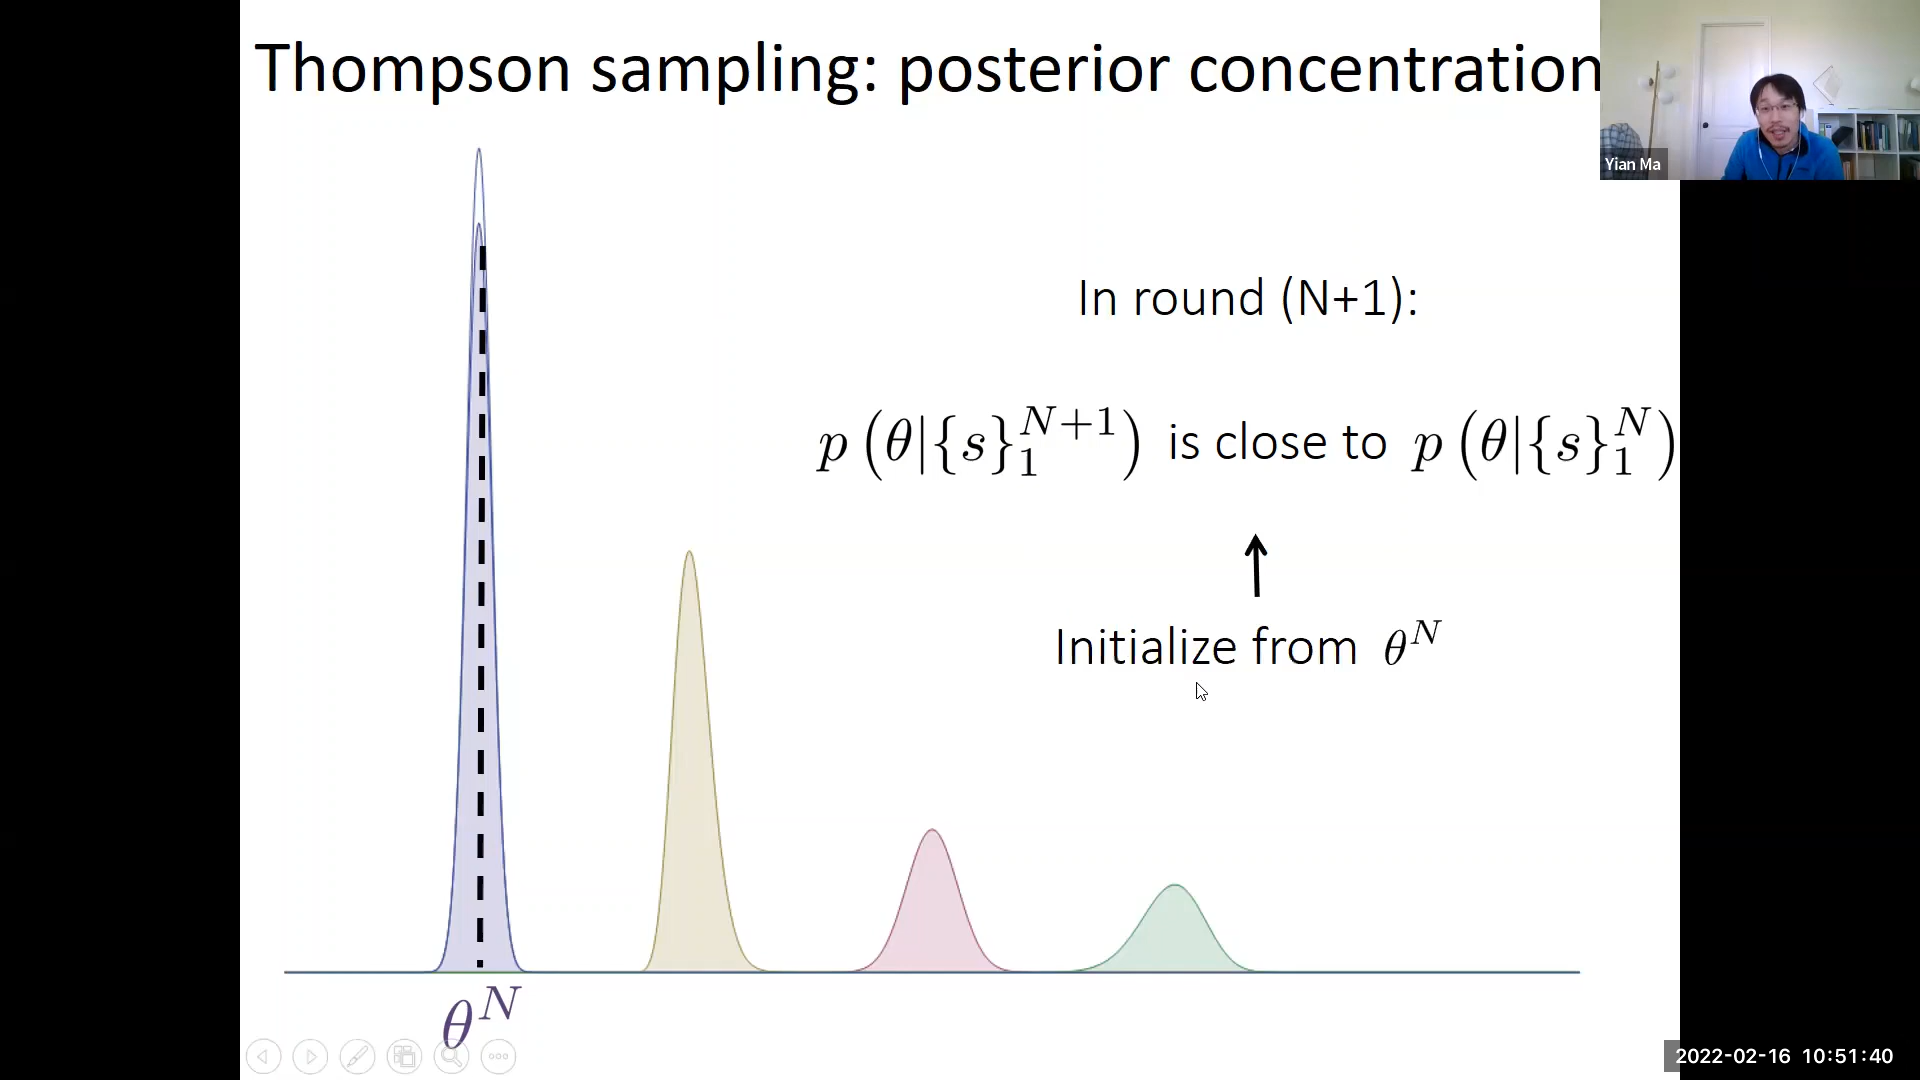 Thompson sampling: posterior concentration
Yian Ma
In round (N+1):
p (θ|{s}₁ᴺ⁺¹) is close to p (θ|{s}₁ᴺ)
Initialize from θᴺ
θᴺ
2022-02-16 10:51:40